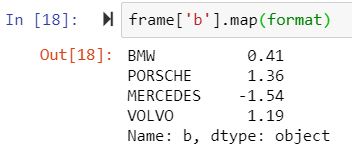 In [18]: frame['b'].map(format)
Out[18]: BMW 0.41
PORSCHE 1.36
MERCEDES -1.54
VOLVO 1.19
Name: b, dtype: object